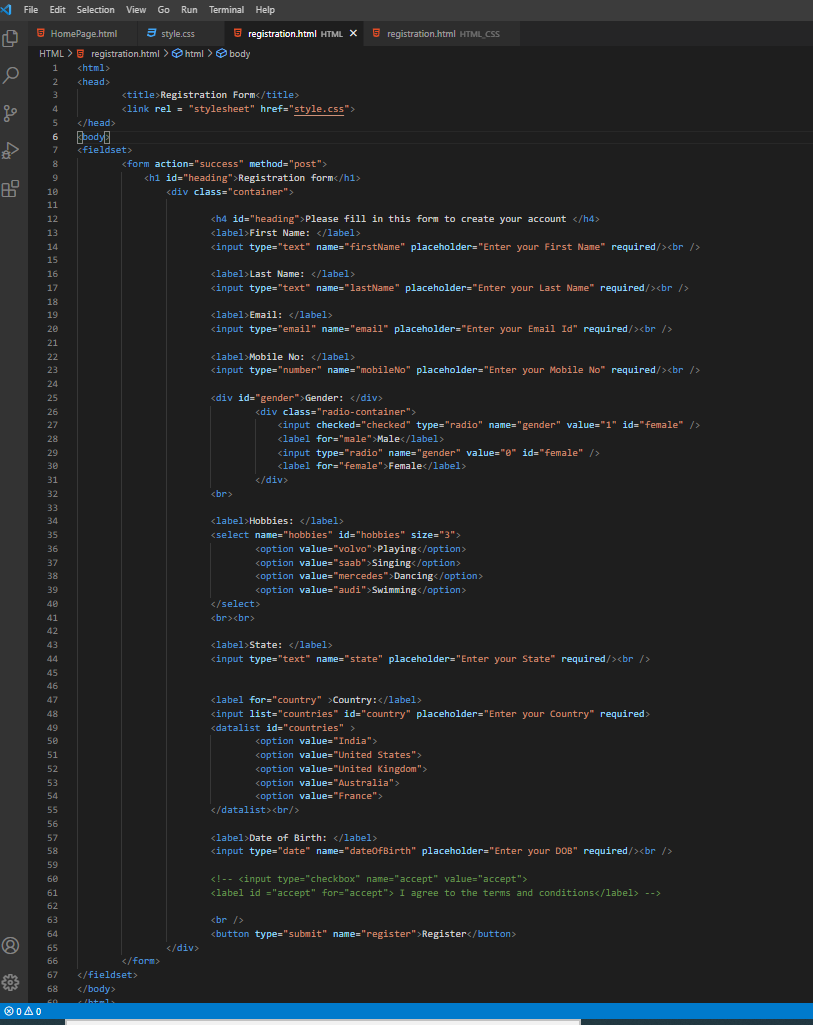 File Edit Selection View Go Run Terminal Help
HomePage.html style.css registration.html HTML × registration.html HTML_CSS
HTML > registration.html > html > body
1 <html>
2 <head>
3 <title>Registration Form</title>
4 <link rel = "stylesheet" href="style.css">
5 </head>
6 <body>
7 <fieldset>
8 <form action="success" method="post">
9 <h1 id="heading">Registration form</h1>
10 <div class="container">
11
12 <h4 id="heading">Please fill in this form to create your account </h4>
13 <label>First Name: </label>
14 <input type="text" name="firstName" placeholder="Enter your First Name" required/><br />
15
16 <label>Last Name: </label>
17 <input type="text" name="lastName" placeholder="Enter your Last Name" required/><br />
18
19 <label>Email: </label>
20 <input type="email" name="email" placeholder="Enter your Email Id" required/><br />
21
22 <label>Mobile No: </label>
23 <input type="number" name="mobileNo" placeholder="Enter your Mobile No" required/><br />
24
25 <div id="gender">Gender: </div>
26 <div class="radio-container">
27 <input checked="checked" type="radio" name="gender" value="1" id="female" />
28 <label for="male">Male</label>
29 <input type="radio" name="gender" value="0" id="female" />
30 <label for="female">Female</label>
31 </div>
32 <br>
33
34 <label>Hobbies: </label>
35 <select name="hobbies" id="hobbies" size="3">
36 <option value="volvo">Playing</option>
37 <option value="saab">Singing</option>
38 <option value="mercedes">Dancing</option>
39 <option value="audi">Swimming</option>
40 </select>
41 <br><br>
42
43 <label>State: </label>
44 <input type="text" name="state" placeholder="Enter your State" required/><br />
45
46
47 <label for="country" >Country:</label>
48 <input list="countries" id="country" placeholder="Enter your Country" required>
49 <datalist id="countries" >
50 <option value="India">
51 <option value="United States">
52 <option value="United Kingdom">
53 <option value="Australia">
54 <option value="France">
55 </datalist><br/>
56
57 <label>Date of Birth: </label>
58 <input type="date" name="dateOfBirth" placeholder="Enter your DOB" required/><br />
59
60 <!-- <input type="checkbox" name="accept" value="accept">
61 <label id ="accept" for="accept"> I agree to the terms and conditions</label> -->
62
63 <br />
64 <button type="submit" name="register">Register</button>
65 </div>
66 </form>
67 </fieldset>
68 </body>
69 </html>
0 0